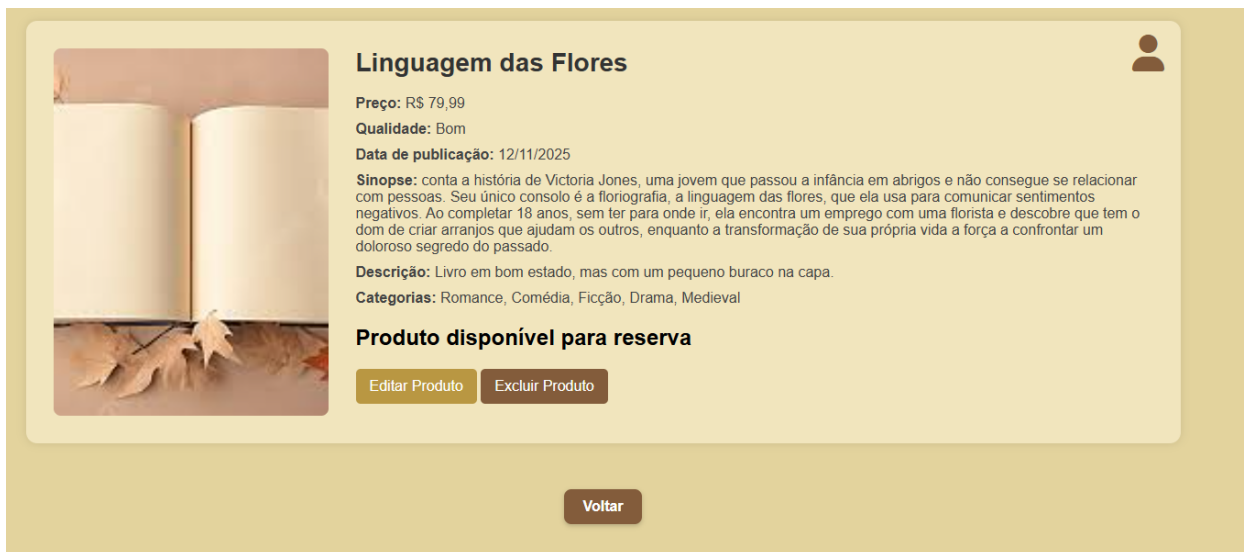 Linguagem das Flores
Preço: R$ 79,99
Qualidade: Bom
Data de publicação: 12/11/2025
Sinopse: conta a história de Victoria Jones, uma jovem que passou a infância em abrigos e não consegue se relacionar
com pessoas. Seu único consolo é a floriografia, a linguagem das flores, que ela usa para comunicar sentimentos
negativos. Ao completar 18 anos, sem ter para onde ir, ela encontra um emprego com uma florista e descobre que tem o
dom de criar arranjos que ajudam os outros, enquanto a transformação de sua própria vida a força a confrontar um
doloroso segredo do passado.
Descrição: Livro em bom estado, mas com um pequeno buraco na capa.
Categorias: Romance, Comédia, Ficção, Drama, Medieval
Produto disponível para reserva
Editar Produto Excluir Produto
Voltar